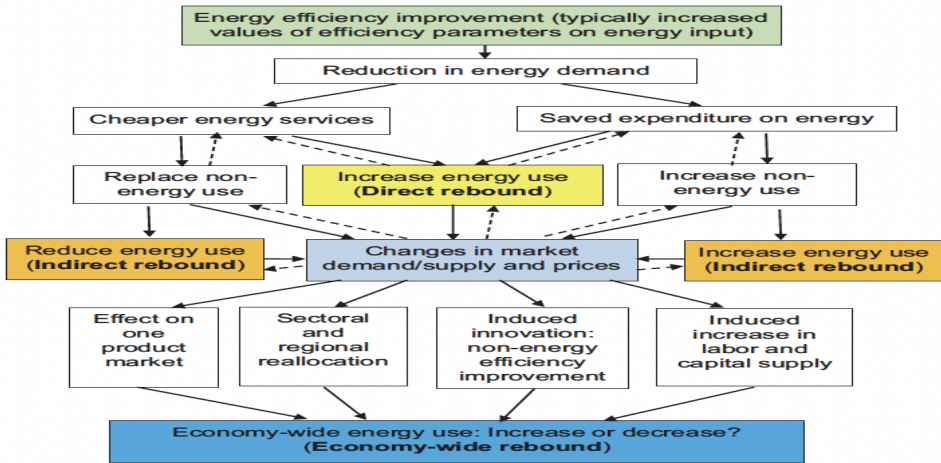 Energy efficiency improvement (typically increased
values of efficiency parameters on energy input)
Reduction in energy demand
Cheaper energy services
Saved expenditure on energy
Replace non-
energy use
Increase energy use
(Direct rebound)
Increase non-
energy use
Reduce energy use
(Indirect rebound)
Changes in market
demand/supply and prices
Increase energy use
(Indirect rebound)
Effect on
one
product
market
Sectoral
and
regional
reallocation
Induced
innovation:
non-energy
efficiency
improvement
Induced
increase in
labor and
capital supply
Economy-wide energy use: Increase or decrease?
(Economy-wide rebound)